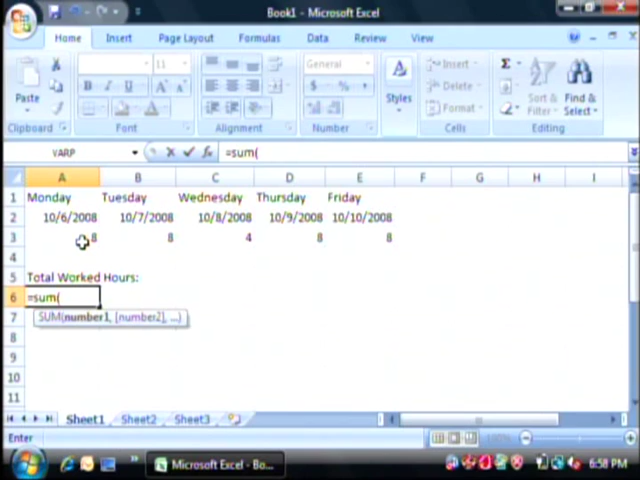 Book1 - Microsoft Excel
Home Insert Page Layout Formulas Data Review View
Paste
Clipboard
11
B I U
A
Font
Alignment
General
$ %
Number
A
Styles
Insert
Delete
Format
Cells
Σ
Sort &
Filter
Find &
Select
Editing
VARP
fx
=sum(
A B C D E F G H I
1 Monday Tuesday Wednesday Thursday Friday
2 10/6/2008 10/7/2008 10/8/2008 10/9/2008 10/10/2008
3 8 8 4 8 8
4
5 Total Worked Hours:
6 =sum(
7 SUM(number1, [number2], ...)
8
9
10
11
Sheet1 Sheet2 Sheet3
Enter
Microsoft Excel - Bo...
6:58 PM